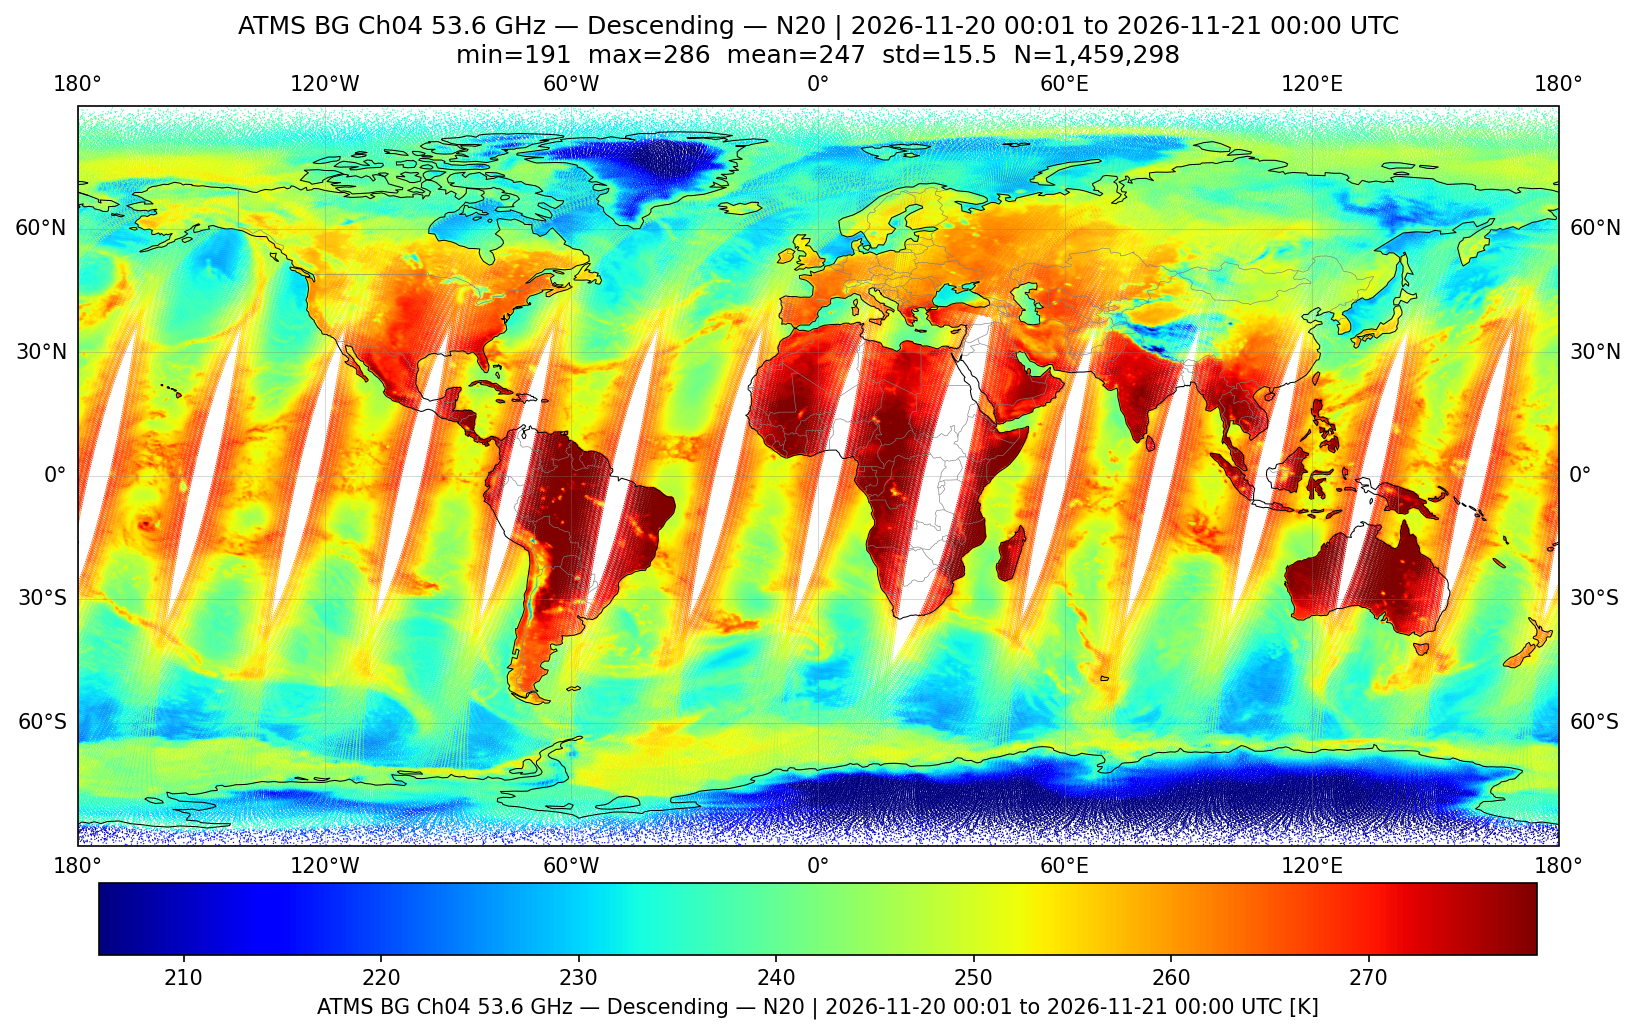 ATMS BG Ch04 53.6 GHz — Descending — N20 | 2026-11-20 00:01 to 2026-11-21 00:00 UTC
min=191  max=286  mean=247  std=15.5  N=1,459,298
180° 120°W 60°W 0° 60°E 120°E 180°
60°N 60°N
30°N 30°N
0° 0°
30°S 30°S
60°S 60°S
180° 120°W 60°W 0° 60°E 120°E 180°
210 220 230 240 250 260 270
ATMS BG Ch04 53.6 GHz — Descending — N20 | 2026-11-20 00:01 to 2026-11-21 00:00 UTC [K]